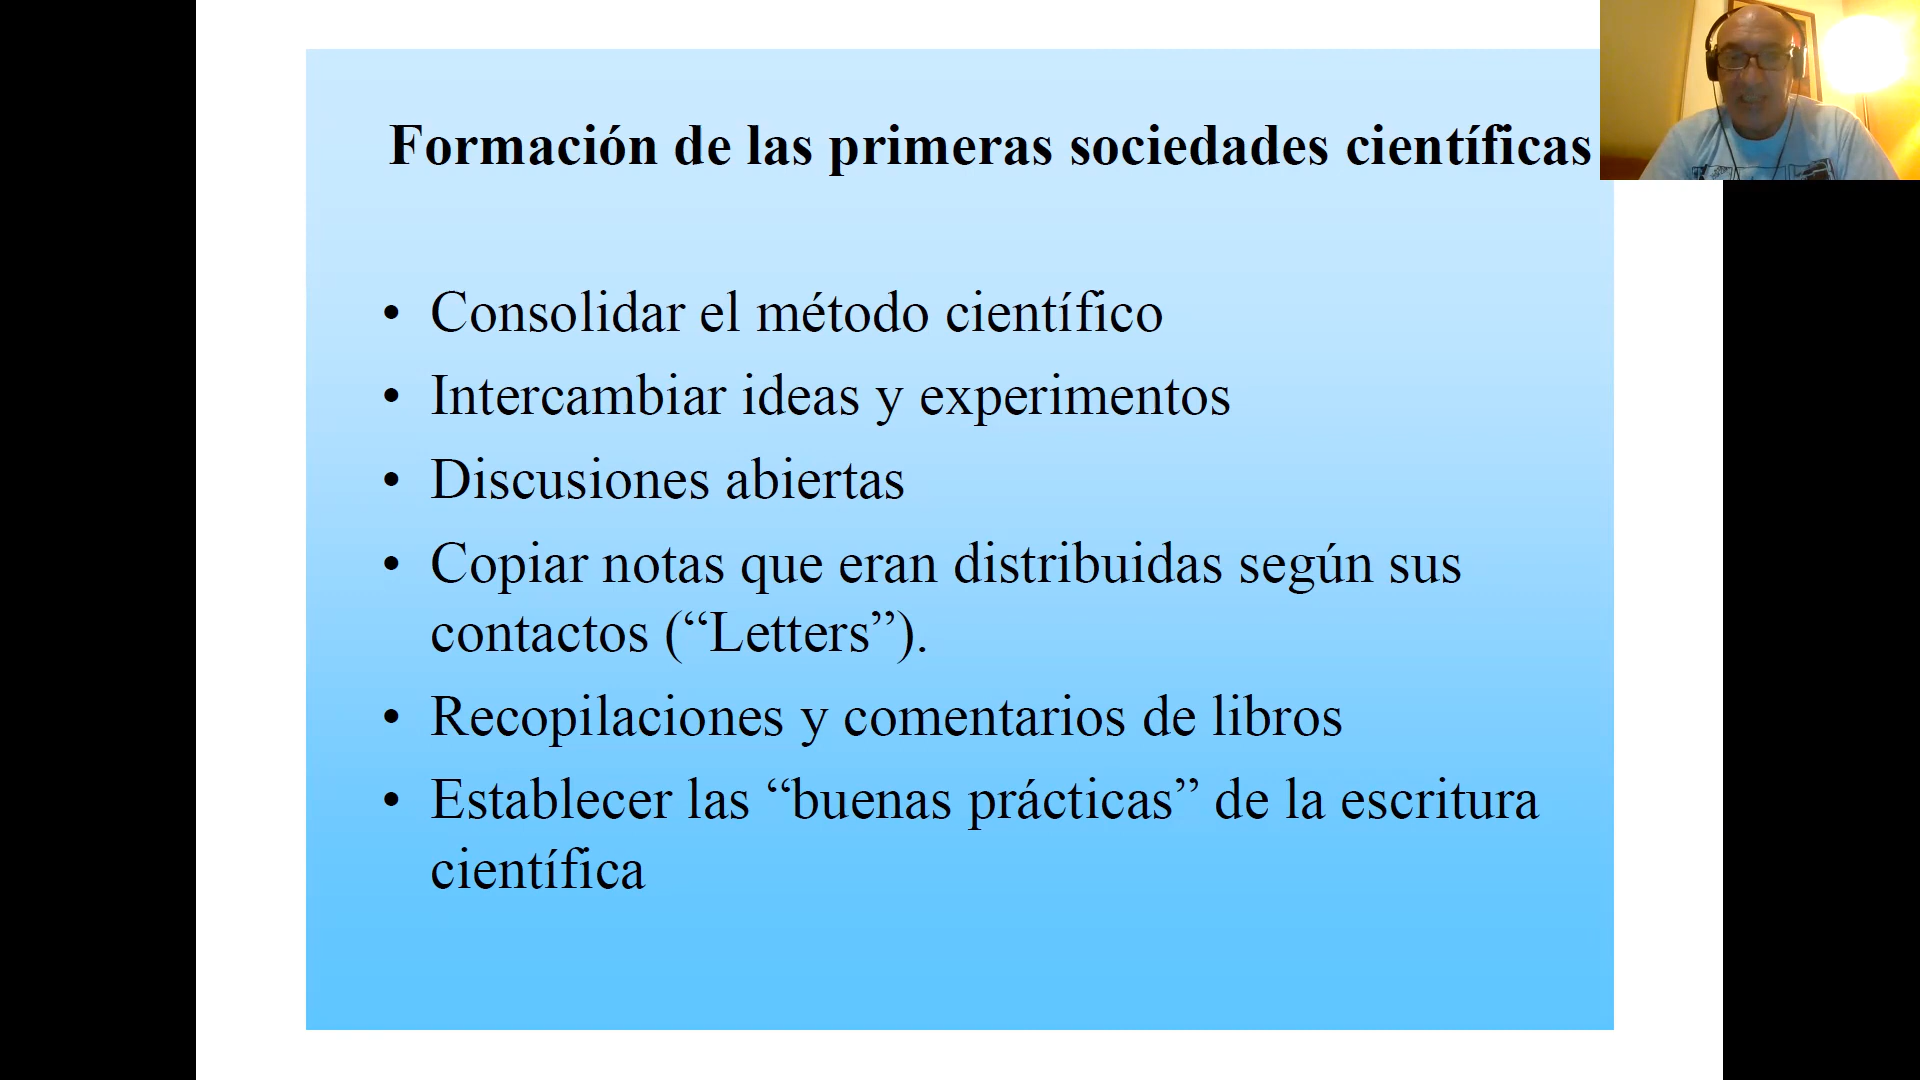 Formación de las primeras sociedades científicas
• Consolidar el método científico
• Intercambiar ideas y experimentos
• Discusiones abiertas
• Copiar notas que eran distribuidas según sus
contactos (“Letters”).
• Recopilaciones y comentarios de libros
• Establecer las “buenas prácticas” de la escritura
científica